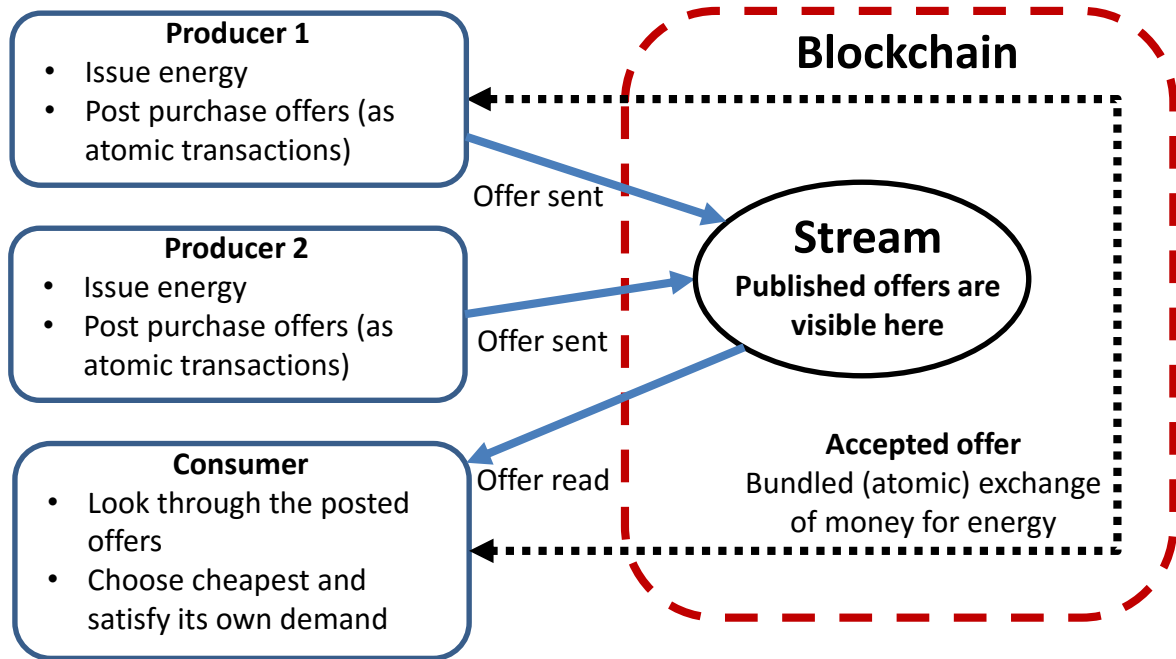 Producer 1
• Issue energy
• Post purchase offers (as
atomic transactions)
Offer sent
Producer 2
• Issue energy
• Post purchase offers (as
atomic transactions)
Offer sent
Consumer
• Look through the posted
offers
• Choose cheapest and
satisfy its own demand
Offer read
Blockchain
Stream
Published offers are
visible here
Accepted offer
Bundled (atomic) exchange
of money for energy